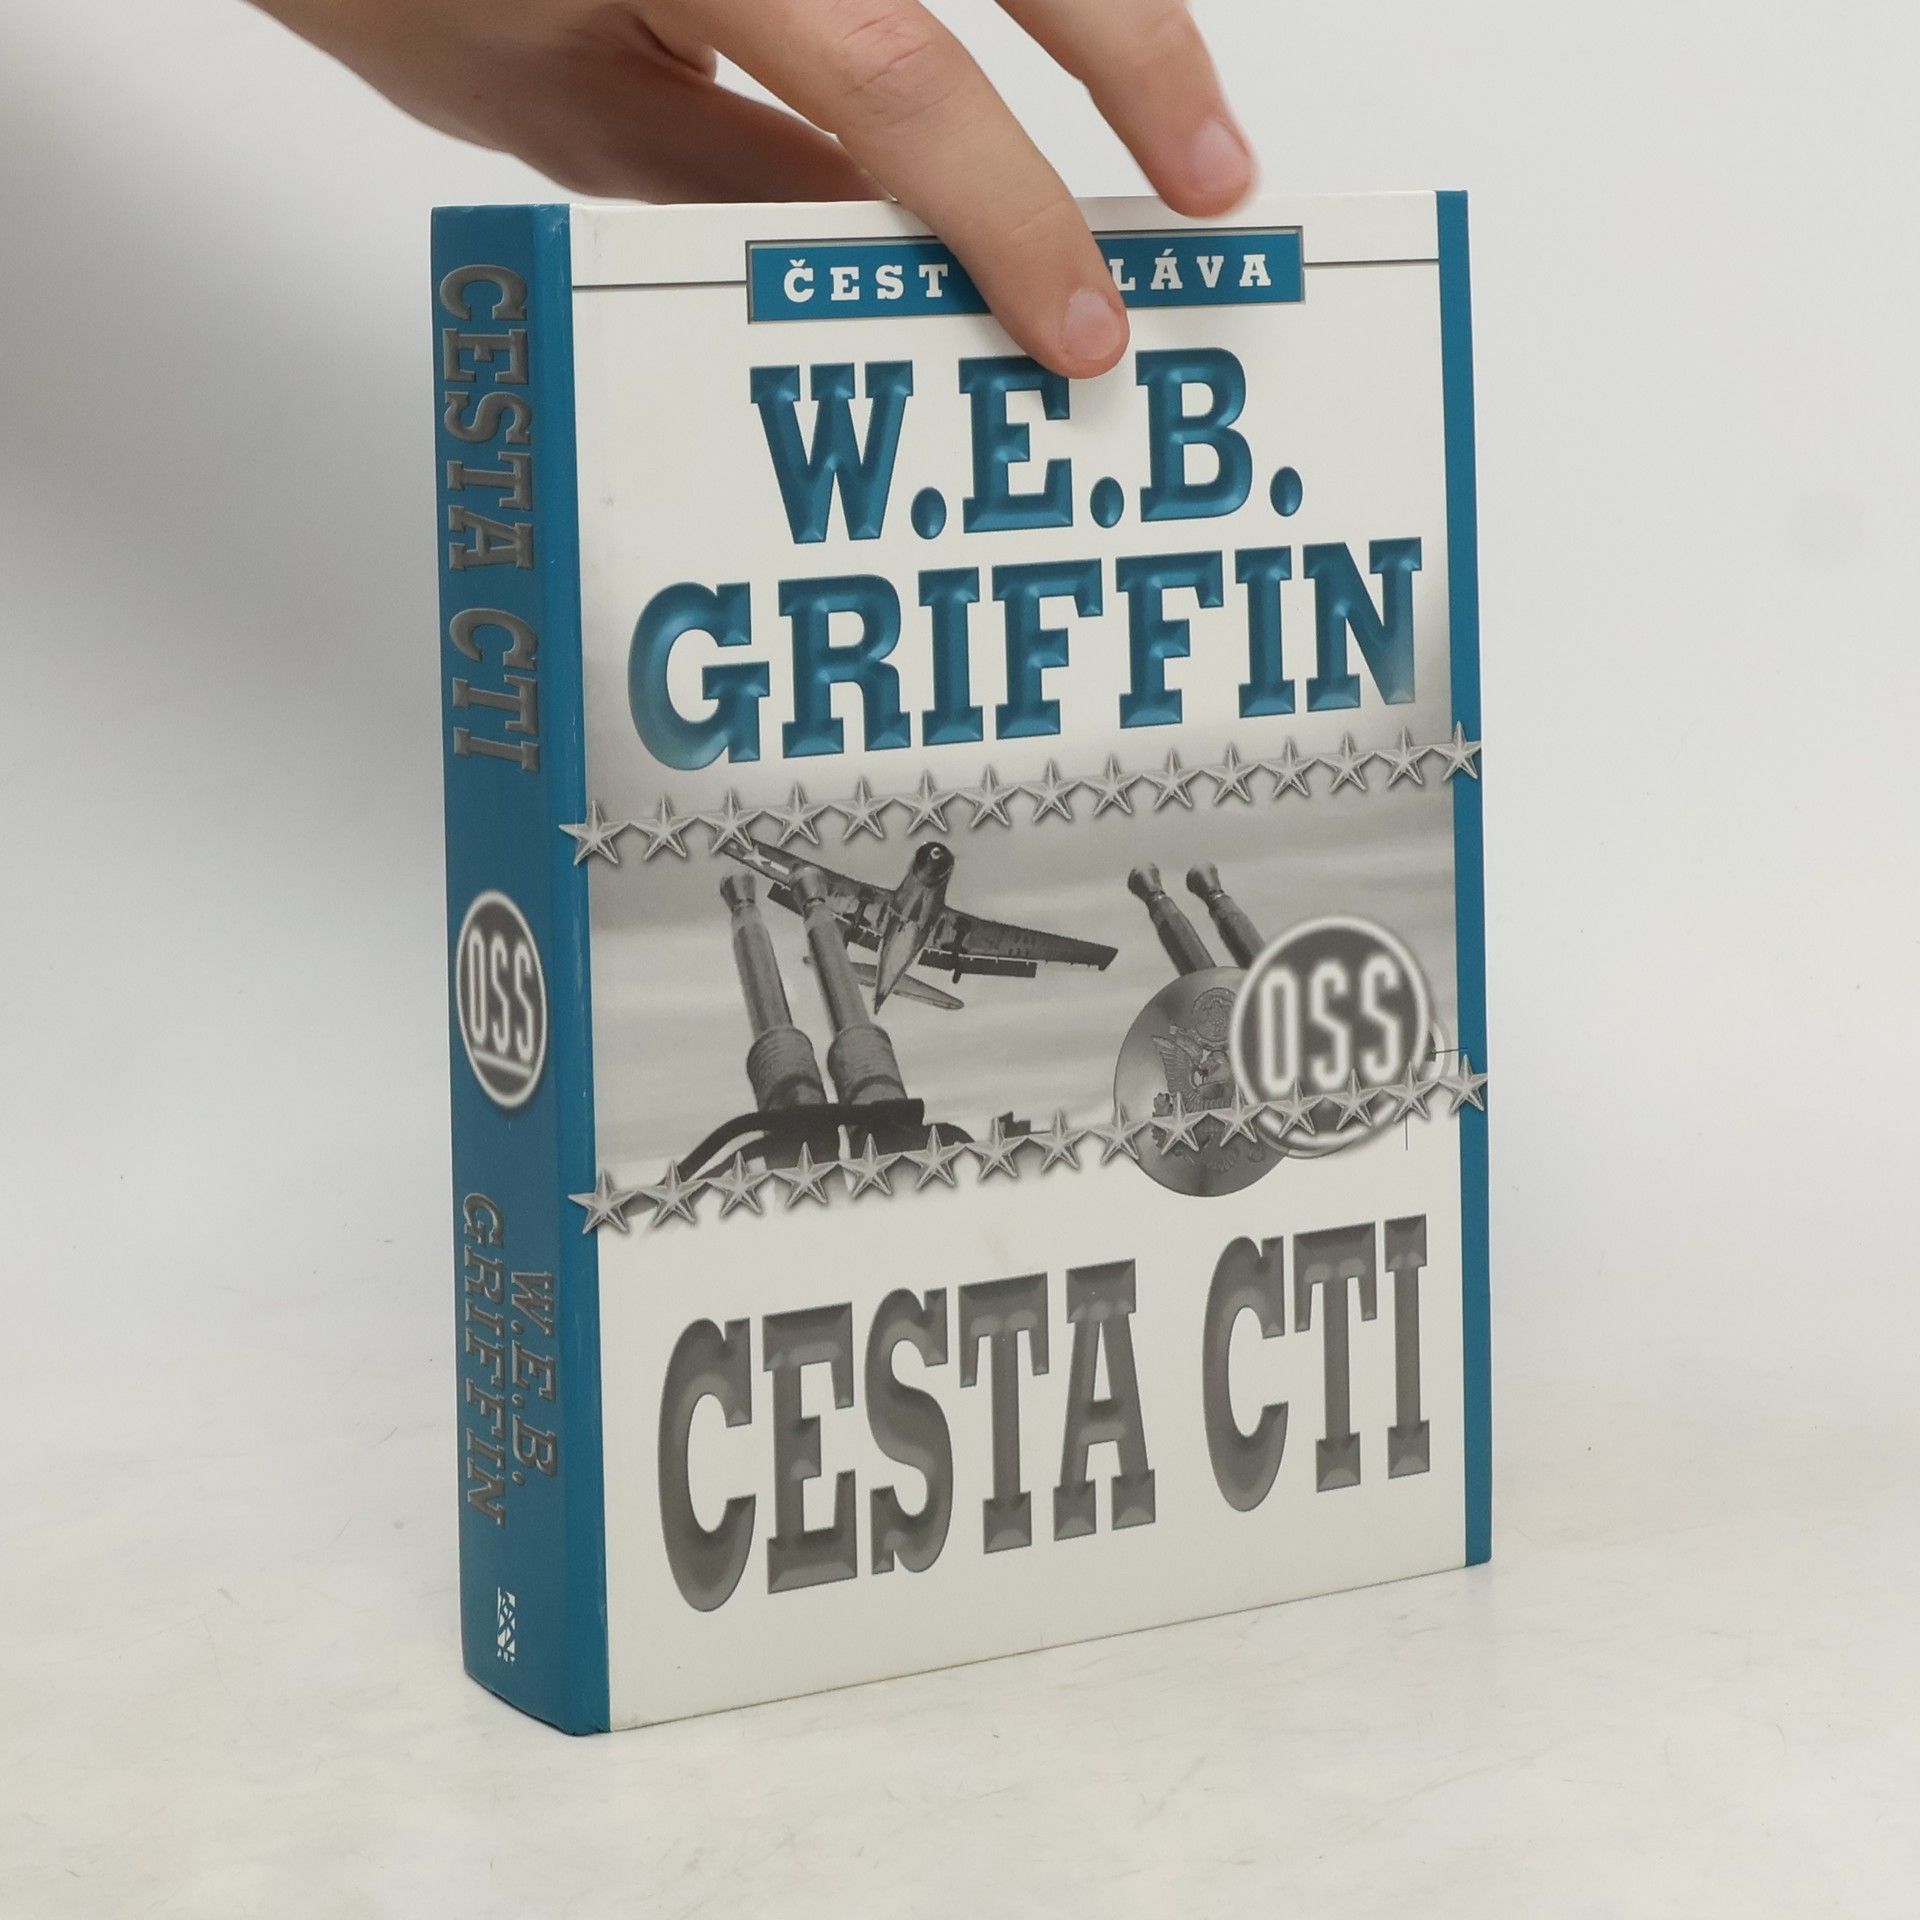 ČEST LÁVA
W.E.B.
GRIFFIN
OSS
CESTA CTI
CESTA CTI
OSS
W.E.B.
GRIFFIN